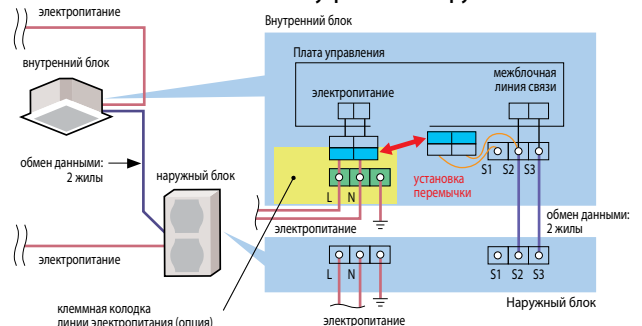 электропитание
Внутренний блок
Плата управления
внутренний блок
межблочная
линия связи
электропитание
обмен данными:
2 жилы
наружный блок
установка
перемычки
S1 S2 S3
L N
обмен данными:
2 жилы
электропитание
электропитание
L N
S1 S2 S3
Наружный блок
клеммная колодка
линии электропитания (опция)
электропитание